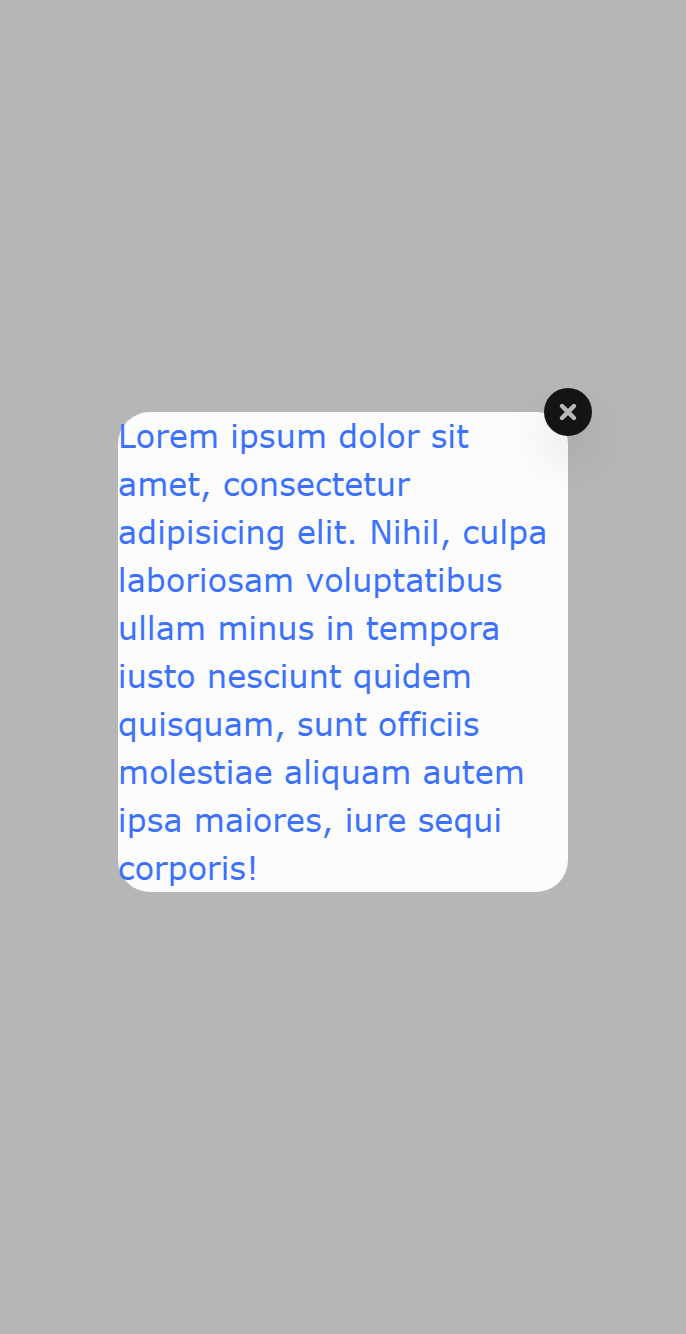 Lorem ipsum dolor sit
amet, consectetur
adipisicing elit. Nihil, culpa
laboriosam voluptatibus
ullam minus in tempora
iusto nesciunt quidem
quisquam, sunt officiis
molestiae aliquam autem
ipsa maiores, iure sequi
corporis!